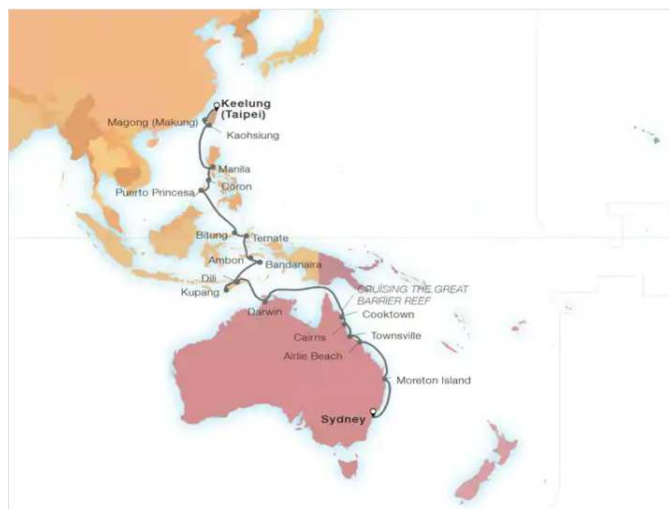 Keelung
(Taipei)
Magong (Makung)
Kaohsiung
Manila
Coron
Puerto Princesa
Bitung
Ternate
Ambon
Bandanaira
Dili
Kupang
CRUISING THE GREAT
BARRIER REEF
Darwin
Cooktown
Cairns
Townsville
Airlie Beach
Moreton Island
Sydney